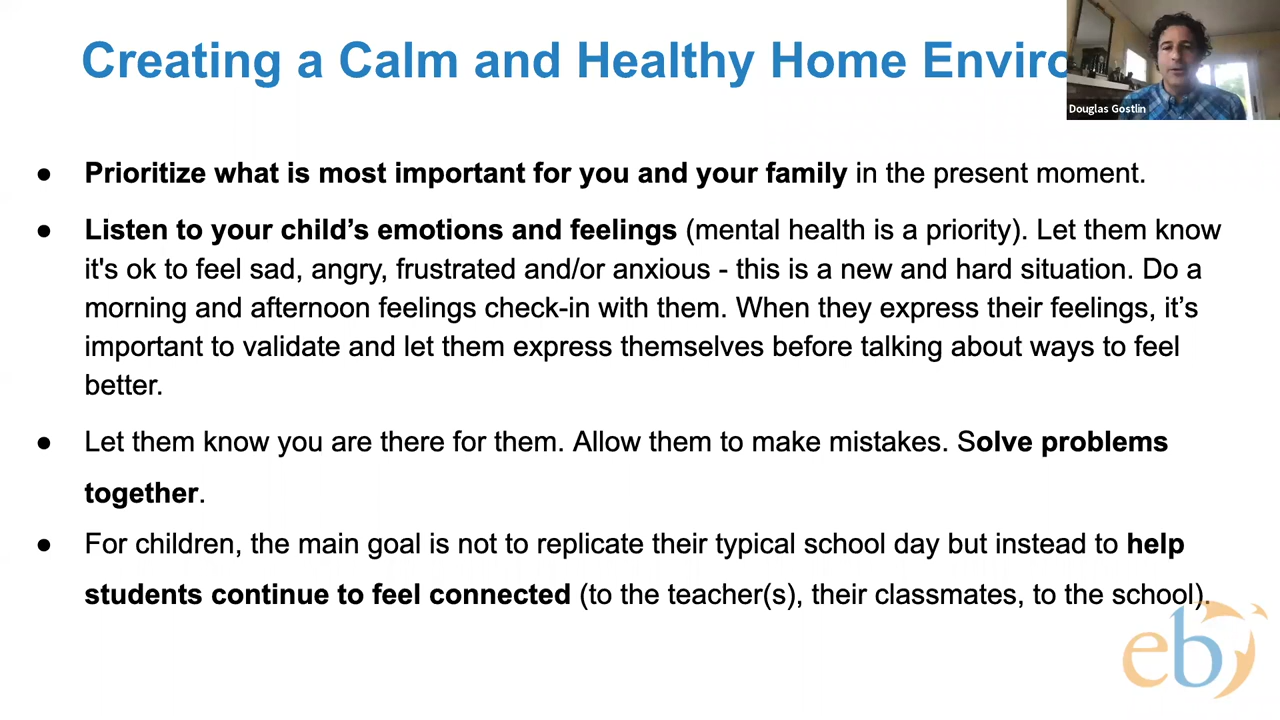 Creating a Calm and Healthy Home Enviro
Douglas Gostlin
● Prioritize what is most important for you and your family in the present moment.
● Listen to your child’s emotions and feelings (mental health is a priority). Let them know
it's ok to feel sad, angry, frustrated and/or anxious - this is a new and hard situation. Do a
morning and afternoon feelings check-in with them. When they express their feelings, it’s
important to validate and let them express themselves before talking about ways to feel
better.
● Let them know you are there for them. Allow them to make mistakes. Solve problems
together.
● For children, the main goal is not to replicate their typical school day but instead to help
students continue to feel connected (to the teacher(s), their classmates, to the school).
eb